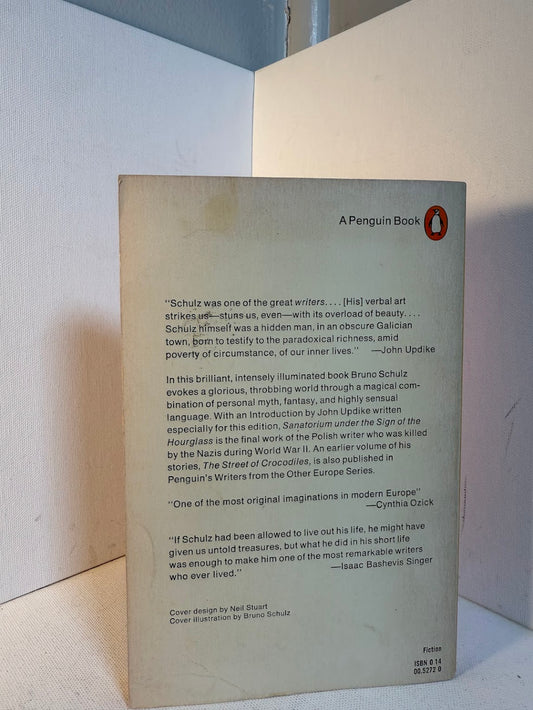 A Penguin Book
"Schulz was one of the great writers.... [His] verbal art
strikes us—stuns us, even—with its overload of beauty....
Schulz himself was a hidden man, in an obscure Galician
town, born to testify to the paradoxical richness, amid
poverty of circumstance, of our inner lives." —John Updike
In this brilliant, intensely illuminated book Bruno Schulz
evokes a glorious, throbbing world through a magical com-
bination of personal myth, fantasy, and highly sensual
language. With an Introduction by John Updike written
especially for this edition, Sanatorium under the Sign of the
Hourglass is the final work of the Polish writer who was killed
by the Nazis during World War II. An earlier volume of his
stories, The Street of Crocodiles, is also published in
Penguin's Writers from the Other Europe Series.
"One of the most original imaginations in modern Europe"
—Cynthia Ozick
"If Schulz had been allowed to live out his life, he might have
given us untold treasures, but what he did in his short life
was enough to make him one of the most remarkable writers
who ever lived." —Isaac Bashevis Singer
Cover design by Neil Stuart
Cover illustration by Bruno Schulz
Fiction
ISBN 0 14
00.5272 0